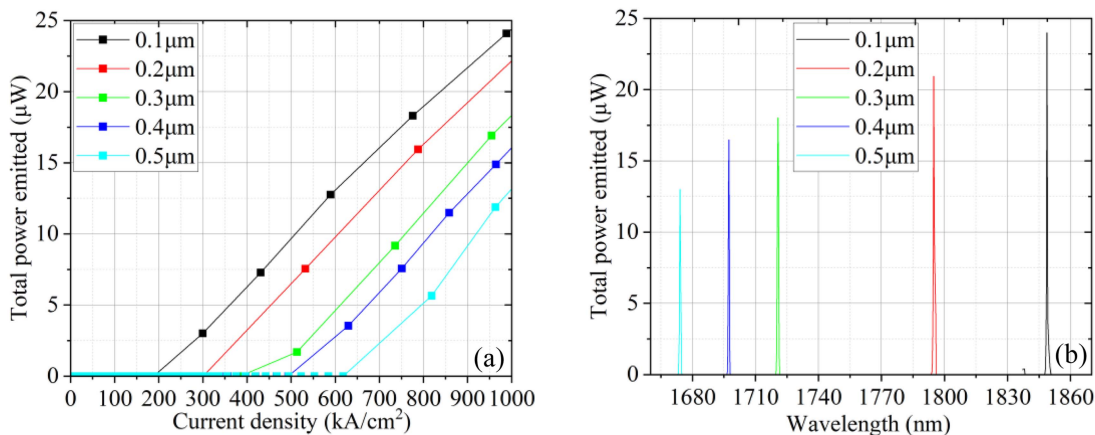 25
20
15
10
5
0
Total power emitted (μW)
0.1μm
0.2μm
0.3μm
0.4μm
0.5μm
(a)
0 100 200 300 400 500 600 700 800 900 1000
Current density (kA/cm²)
25
20
15
10
5
0
Total power emitted (μW)
0.1μm
0.2μm
0.3μm
0.4μm
0.5μm
(b)
1680 1710 1740 1770 1800 1830 1860
Wavelength (nm)